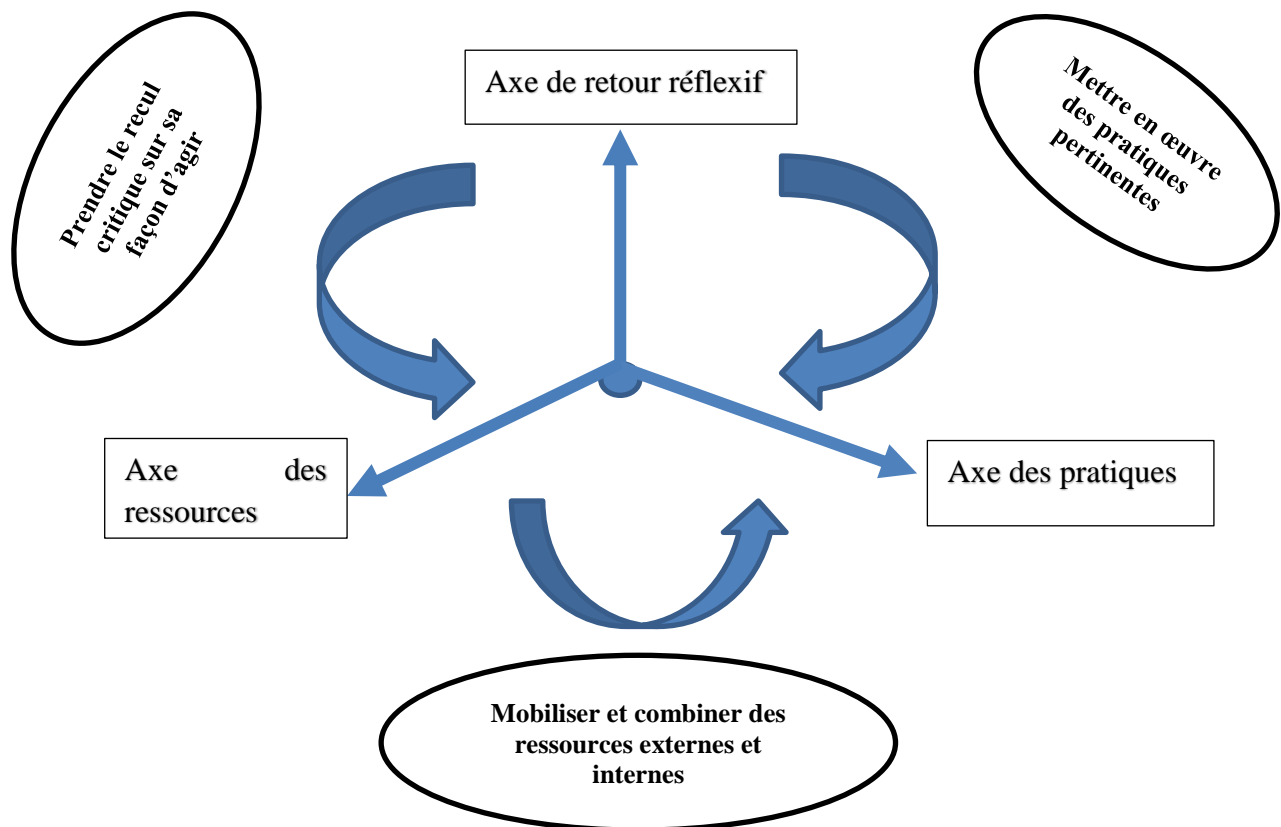 Axe de retour réflexif
Prendre le recul
critique sur sa
façon d’agir
Mettre en œuvre
des pratiques
pertinentes
Axe des
ressources
Axe des pratiques
Mobiliser et combiner des
ressources externes et
internes